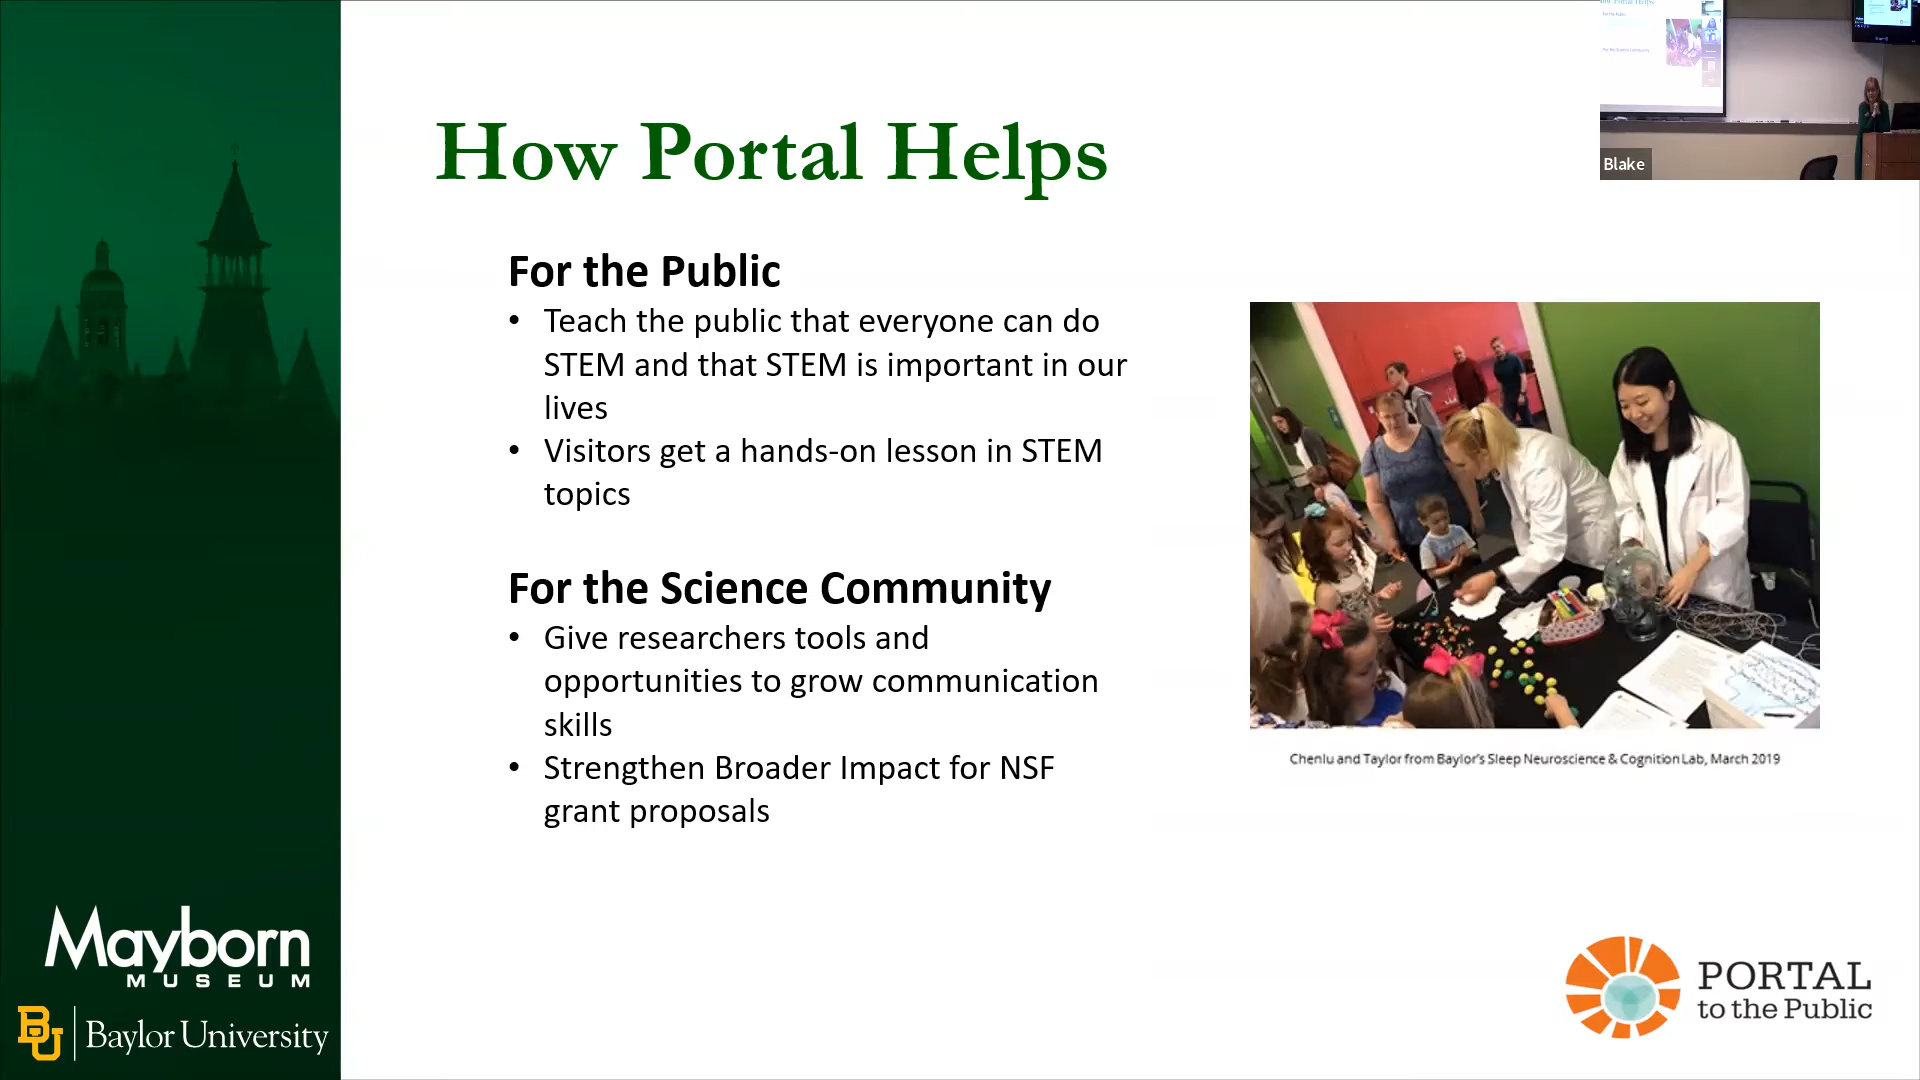 How Portal Helps
For the Public
• Teach the public that everyone can do
STEM and that STEM is important in our
lives
• Visitors get a hands-on lesson in STEM
topics
For the Science Community
• Give researchers tools and
opportunities to grow communication
skills
• Strengthen Broader Impact for NSF
grant proposals
Chenlu and Taylor from Baylor's Sleep Neuroscience & Cognition Lab, March 2019
Blake
Mayborn
MUSEUM
BU
Baylor University
PORTAL
to the Public